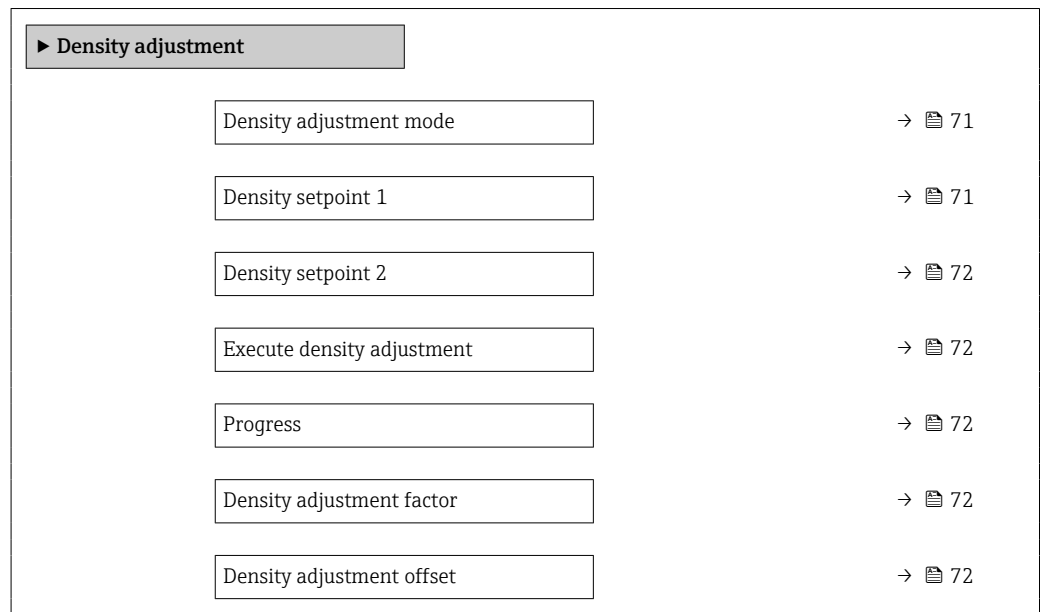 ▶ Density adjustment
Density adjustment mode → 71
Density setpoint 1 → 71
Density setpoint 2 → 72
Execute density adjustment → 72
Progress → 72
Density adjustment factor → 72
Density adjustment offset → 72